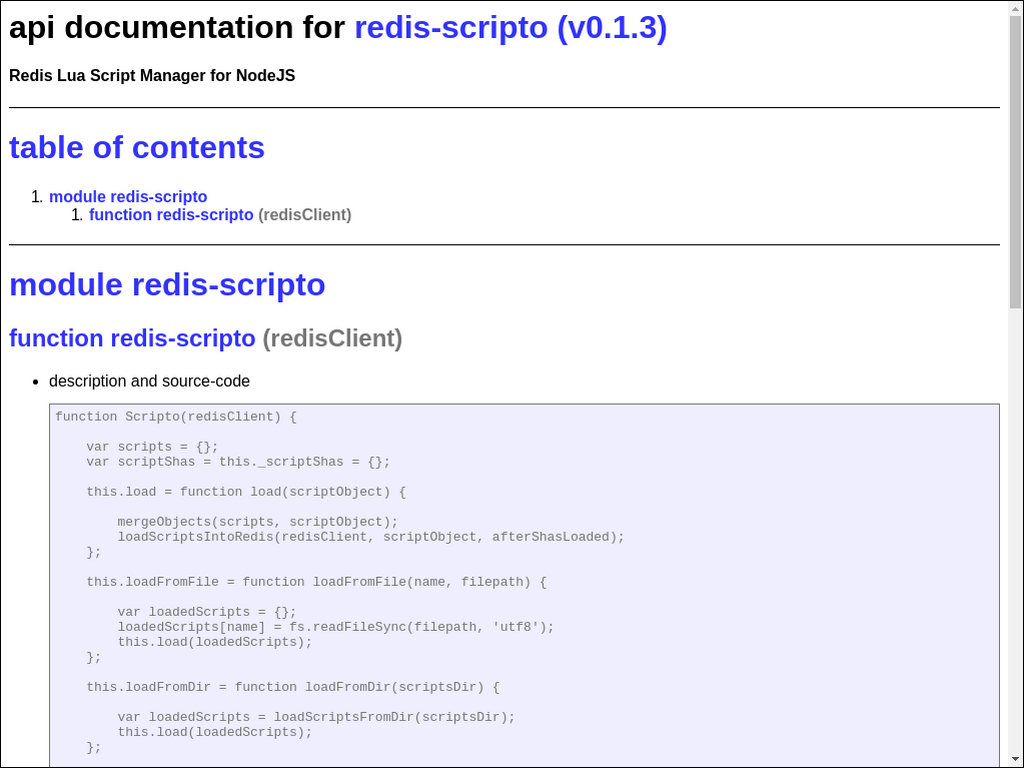 api documentation for redis-scripto (v0.1.3)
Redis Lua Script Manager for NodeJS
table of contents
1. module redis-scripto
1. function redis-scripto (redisClient)
module redis-scripto
function redis-scripto (redisClient)
• description and source-code
function Scripto(redisClient) {
var scripts = {};
var scriptShas = this._scriptShas = {};
this.load = function load(scriptObject) {
mergeObjects(scripts, scriptObject);
loadScriptsIntoRedis(redisClient, scriptObject, afterShasLoaded);
};
this.loadFromFile = function loadFromFile(name, filepath) {
var loadedScripts = {};
loadedScripts[name] = fs.readFileSync(filepath, 'utf8');
this.load(loadedScripts);
};
this.loadFromDir = function loadFromDir(scriptsDir) {
var loadedScripts = loadScriptsFromDir(scriptsDir);
this.load(loadedScripts);
};